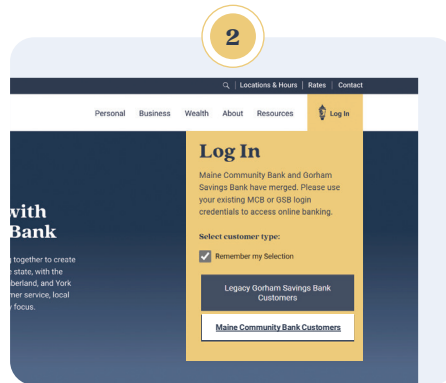 2
Locations & Hours | Rates | Contact
Personal Business Wealth About Resources Log In
Log In
Maine Community Bank and Gorham
Savings Bank have merged. Please use
your existing MCB or GSB login
credentials to access online banking.
Select customer type:
Remember my Selection
Legacy Gorham Savings Bank
Customers
Maine Community Bank Customers
with
Bank
together to create
e state, with the
berland, and York
mer service, local
focus.